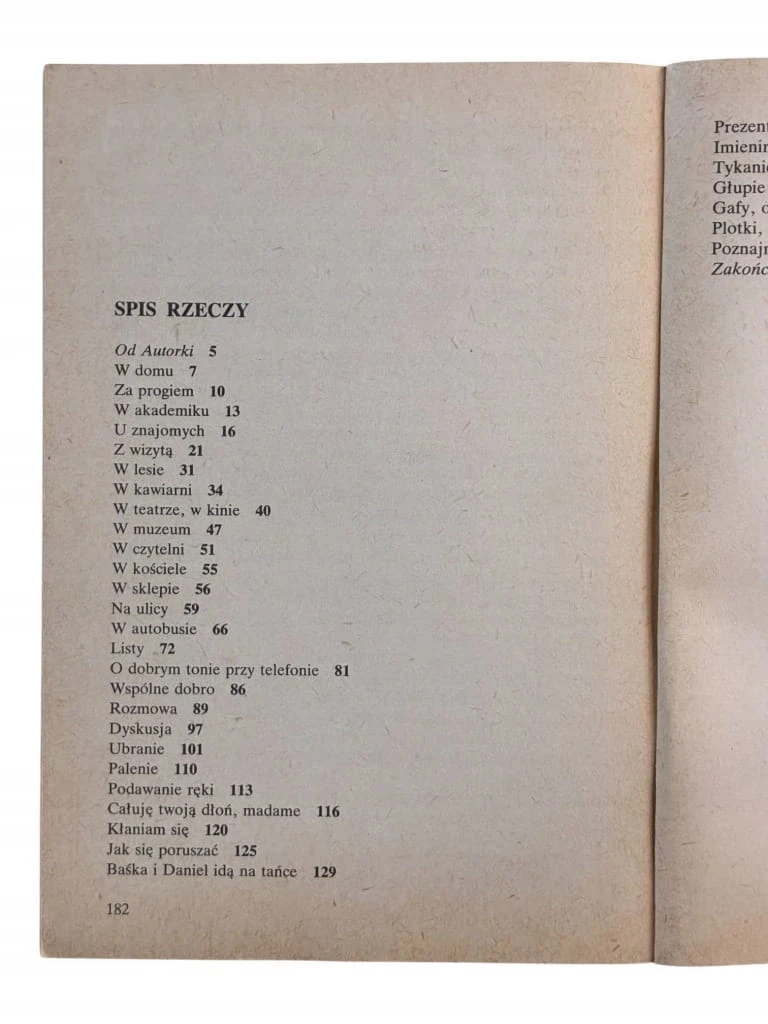 SPIS RZECZY
Od Autorki 5
W domu 7
Za progiem 10
W akademiku 13
U znajomych 16
Z wizytą 21
W lesie 31
W kawiarni 34
W teatrze, w kinie 40
W muzeum 47
W czytelni 51
W kościele 55
W sklepie 56
Na ulicy 59
W autobusie 66
Listy 72
O dobrym tonie przy telefonie 81
Wspólne dobro 86
Rozmowa 89
Dyskusja 97
Ubranie 101
Palenie 110
Podawanie ręki 113
Całuję twoją dłoń, madame 116
Kłaniam się 120
Jak się poruszać 125
Baśka i Daniel idą na tańce 129
182
Głupie
Gafy,
Plotki,